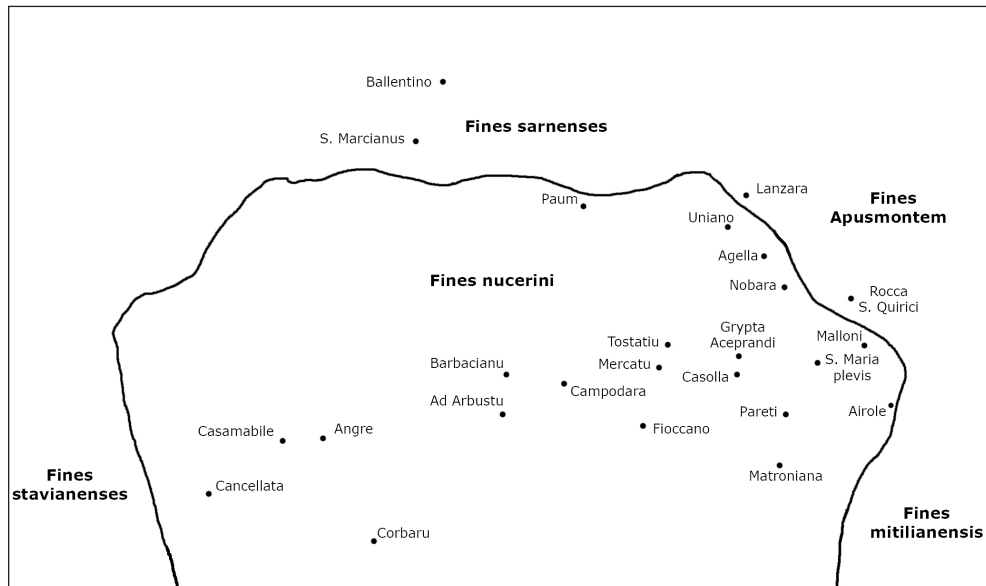 Ballentino
Fines sarnenses
S. Marcianus
Lanzara
Paum
Fines
Apusmontem
Uniano
Agella
Fines nucerini
Nobara
Rocca
S. Quirici
Grypta
Aceprandi
Malloni
Tostatiu
Barbacianu
Mercatu
S. Maria
plevis
Casolla
Campodara
Ad Arbustu
Pareti
Airole
Casamabile
Angre
Fioccano
Fines
stavianenses
Matroniana
Cancellata
Fines
mitilianensis
Corbaru